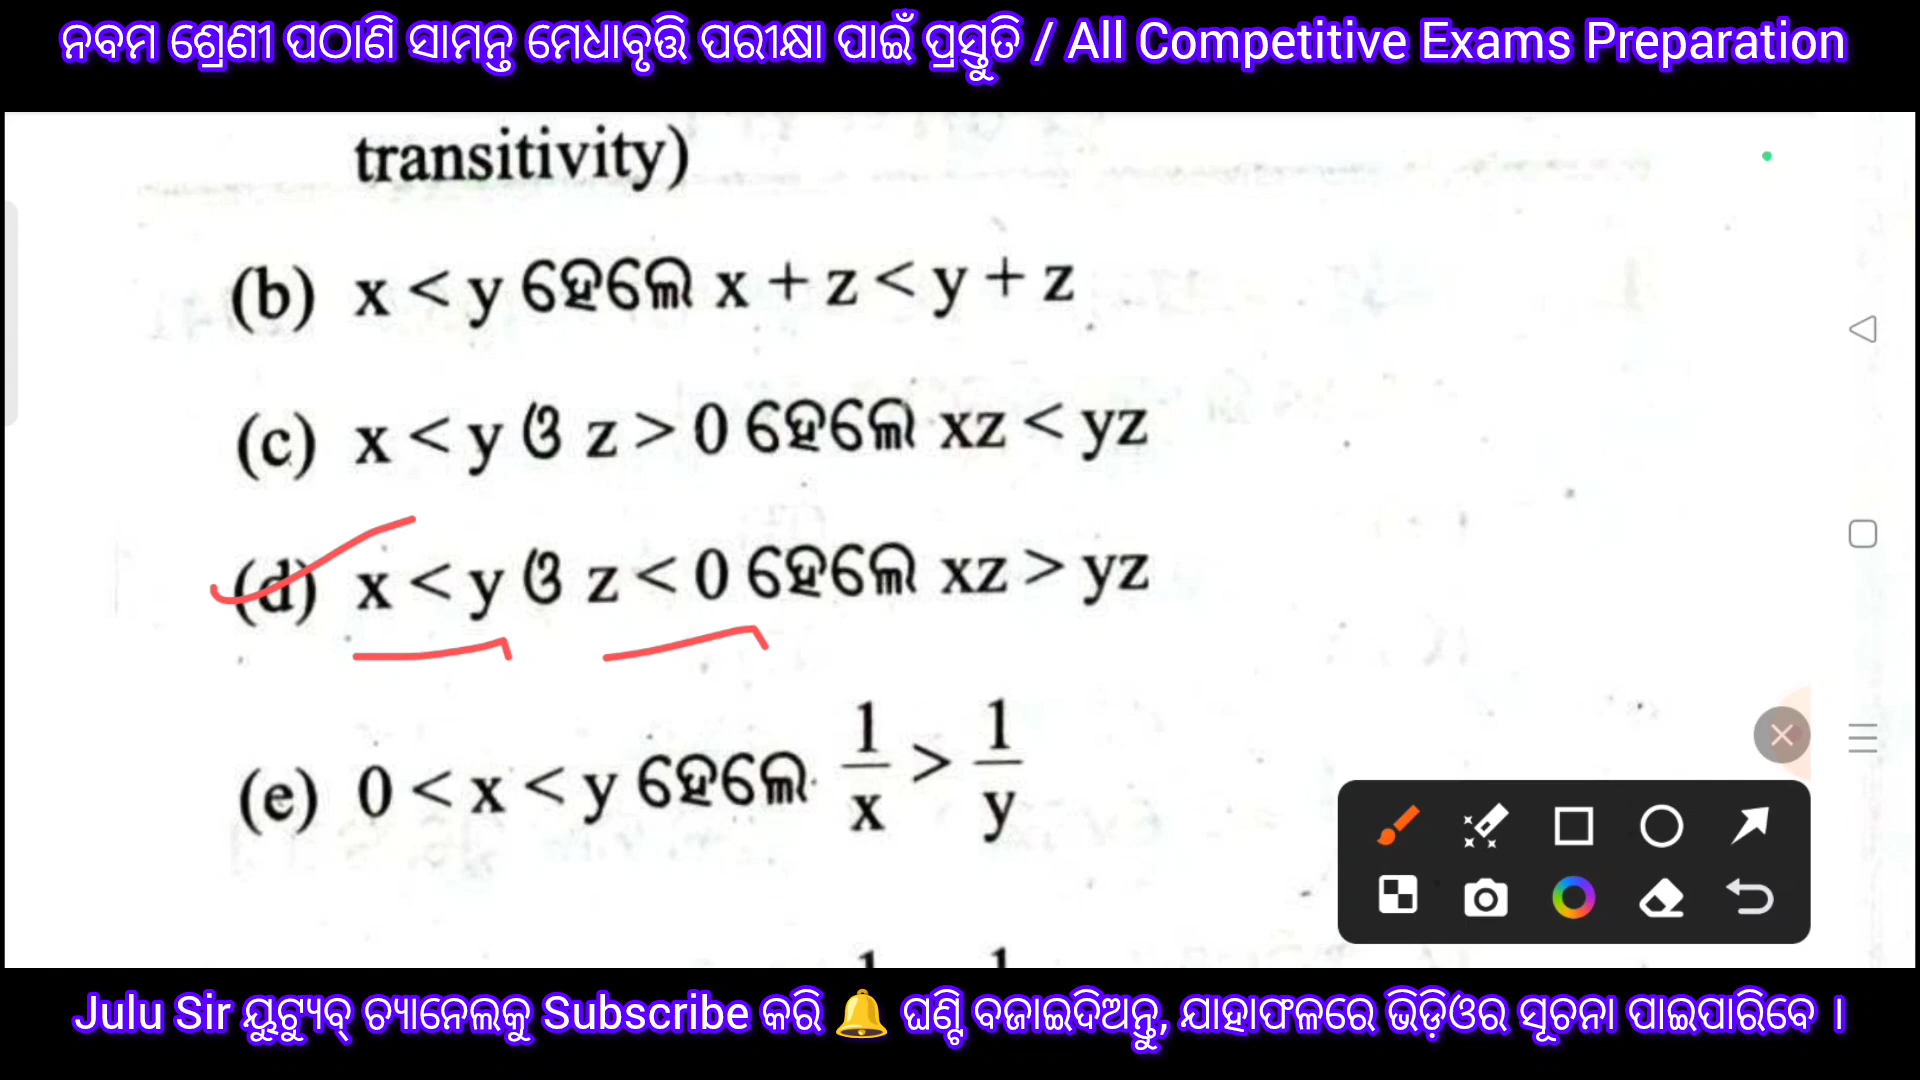 ନବମ ଶ୍ରେଣୀ ପଠାଣି ସାମନ୍ତ ମେଧାବୃତ୍ତି ପରୀକ୍ଷା ପାଇଁ ପ୍ରସ୍ତୁତି / All Competitive Exams Preparation
transitivity)
(b) x < y ହେଲେ x + z < y + z
(c) x < y ଓ z > 0 ହେଲେ xz < yz
(d) x < y ଓ z < 0 ହେଲେ xz > yz
(e) 0 < x < y ହେଲେ 1/x > 1/y
Julu Sir ୟୁଟ୍ୟୁବ୍ ଚ୍ୟାନେଲକୁ Subscribe କରି 🔔 ଘଣ୍ଟି ବଜାଇଦିଅନ୍ତୁ, ଯାହାଫଳରେ ଭିଡ଼ିଓର ସୂଚନା ପାଇପାରିବେ ।